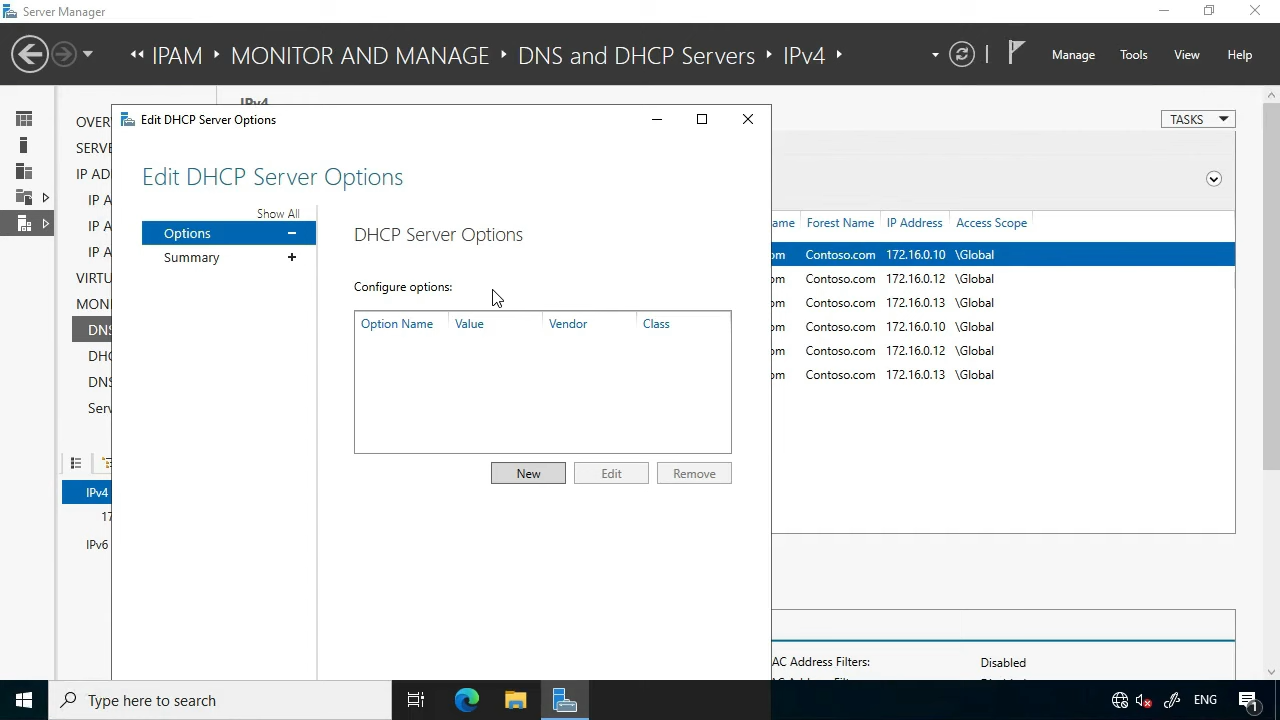 Server Manager
IPAM MONITOR AND MANAGE DNS and DHCP Servers IPv4
Manage Tools View Help
IPv4
TASKS
OVER
SERVE
IP AD
IP A
IP A
IP A
VIRTU
MONI
DNS
DHC
DNS
Serv
IPv4
17
IPv6
Edit DHCP Server Options
Edit DHCP Server Options
Show All
Options
Summary
DHCP Server Options
Configure options:
Option Name Value Vendor Class
New Edit Remove
ame Forest Name IP Address Access Scope
om Contoso.com 172.16.0.10 \Global
om Contoso.com 172.16.0.12 \Global
om Contoso.com 172.16.0.13 \Global
om Contoso.com 172.16.0.10 \Global
om Contoso.com 172.16.0.12 \Global
om Contoso.com 172.16.0.13 \Global
AC Address Filters: Disabled
Type here to search
ENG
1